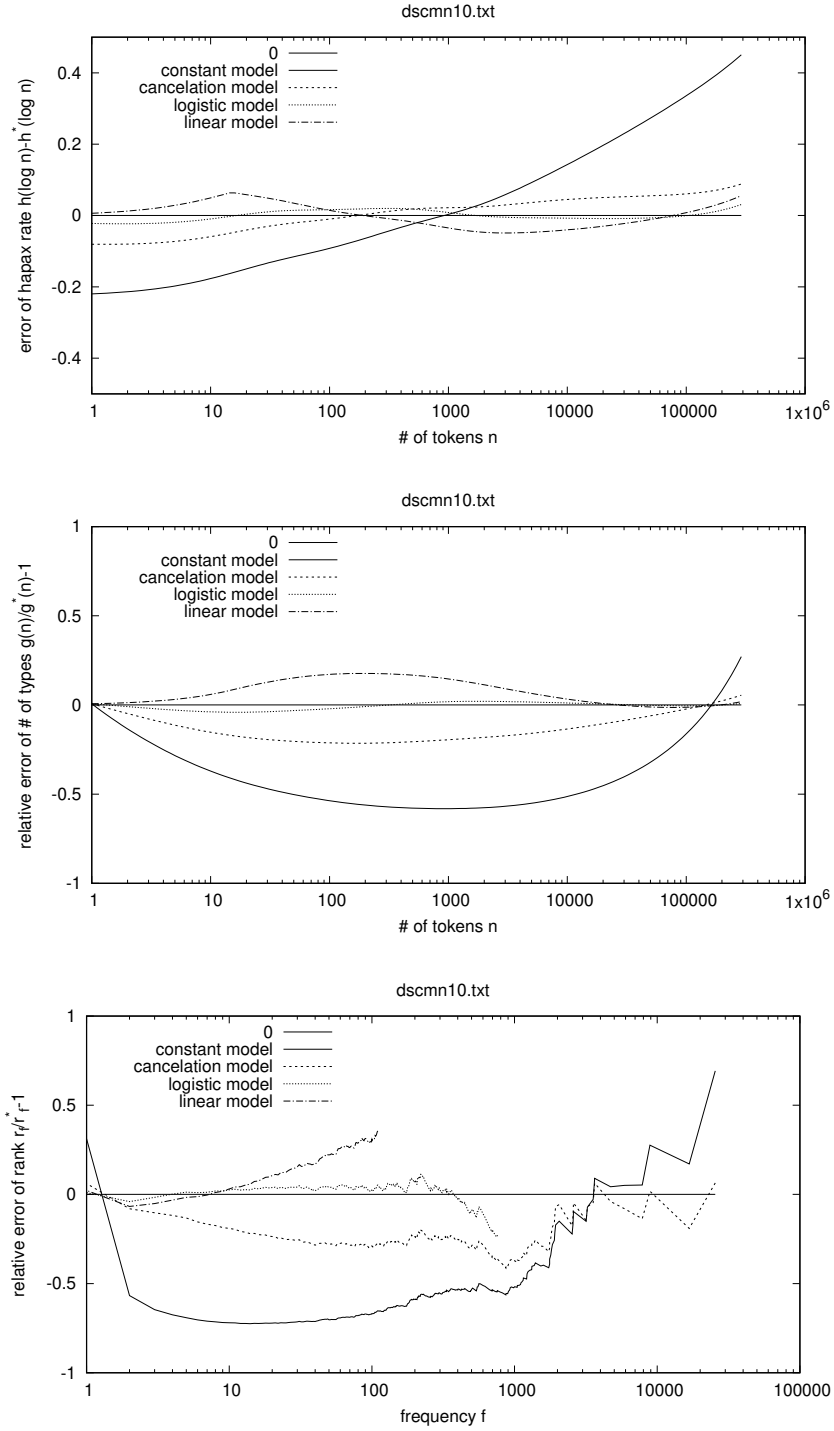 dscmn10.txt
0
constant model
cancelation model
logistic model
linear model
0.4
0.2
0
-0.2
-0.4
error of hapax rate h(log n)-h*(log n)
1 10 100 1000 10000 100000 1x10^6
# of tokens n
dscmn10.txt
0
constant model
cancelation model
logistic model
linear model
1
0.5
0
-0.5
-1
relative error of # of types g(n)/g*(n)-1
1 10 100 1000 10000 100000 1x10^6
# of tokens n
dscmn10.txt
0
constant model
cancelation model
logistic model
linear model
1
0.5
0
-0.5
-1
relative error of rank r_f/r*_f-1
1 10 100 1000 10000 100000
frequency f